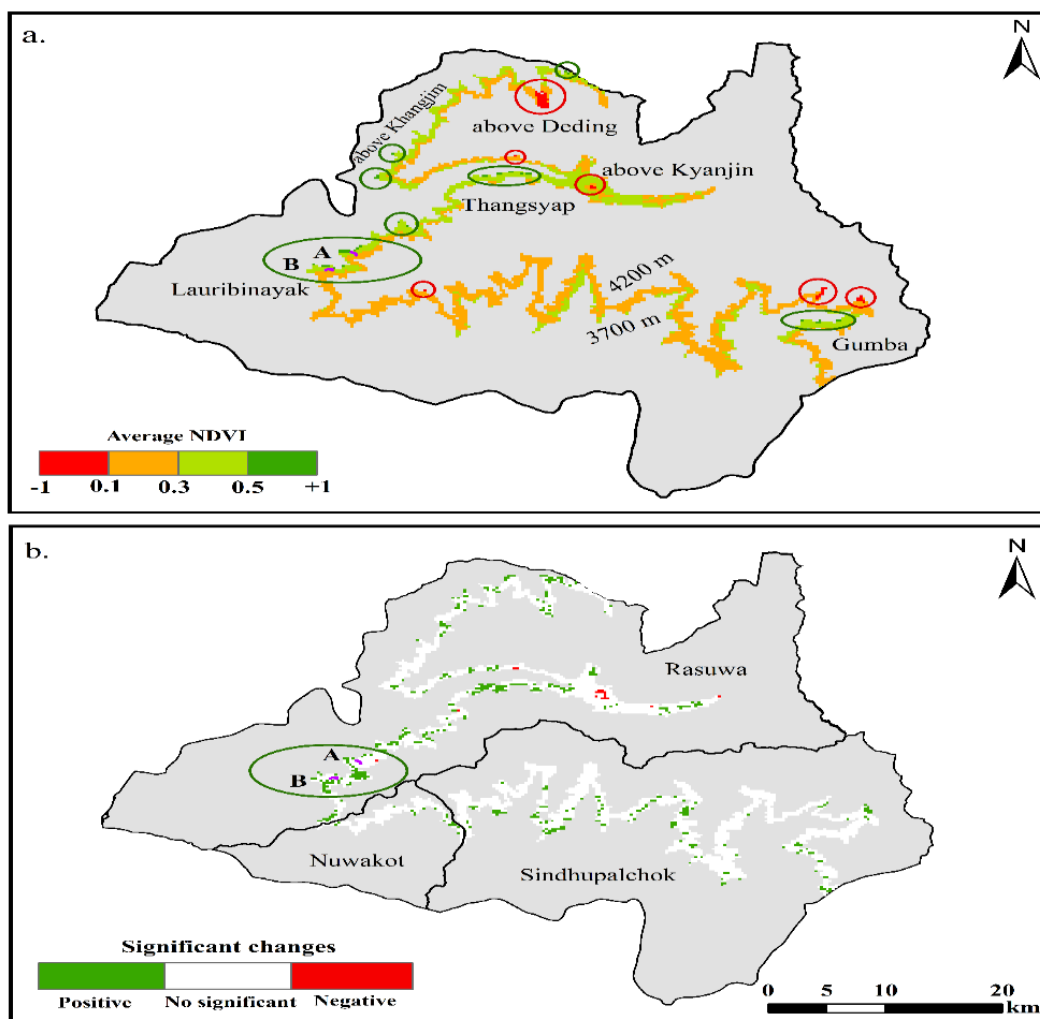 a.
N
above Khangjim
above Deding
above Kyanjin
Thangsyap
A
B
Lauribinayak
4200 m
3700 m
Gumba
Average NDVI
-1 0.1 0.3 0.5 +1
b.
N
Rasuwa
A
B
Nuwakot
Sindhupalchok
Significant changes
Positive No significant Negative
0 5 10 20
km